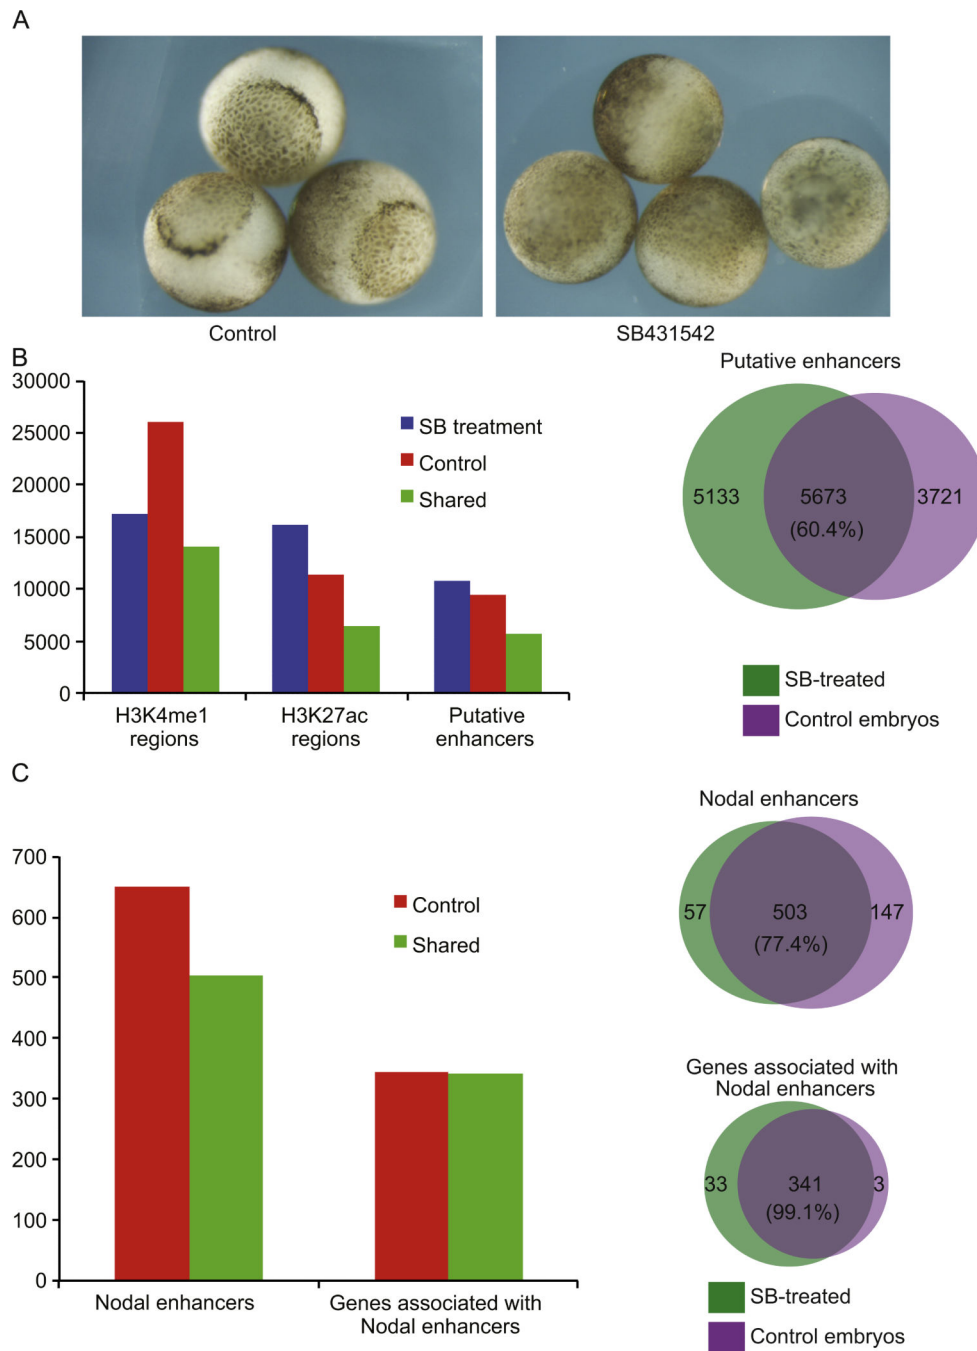 A
Control
SB431542
B
30000
25000
20000
15000
10000
5000
0
SB treatment
Control
Shared
H3K4me1
regions
H3K27ac
regions
Putative
enhancers
Putative enhancers
5133
5673
(60.4%)
3721
SB-treated
Control embryos
C
700
600
500
400
300
200
100
0
Control
Shared
Nodal enhancers
Genes associated with
Nodal enhancers
Nodal enhancers
57
503
(77.4%)
147
Genes associated with
Nodal enhancers
33
341
(99.1%)
3
SB-treated
Control embryos